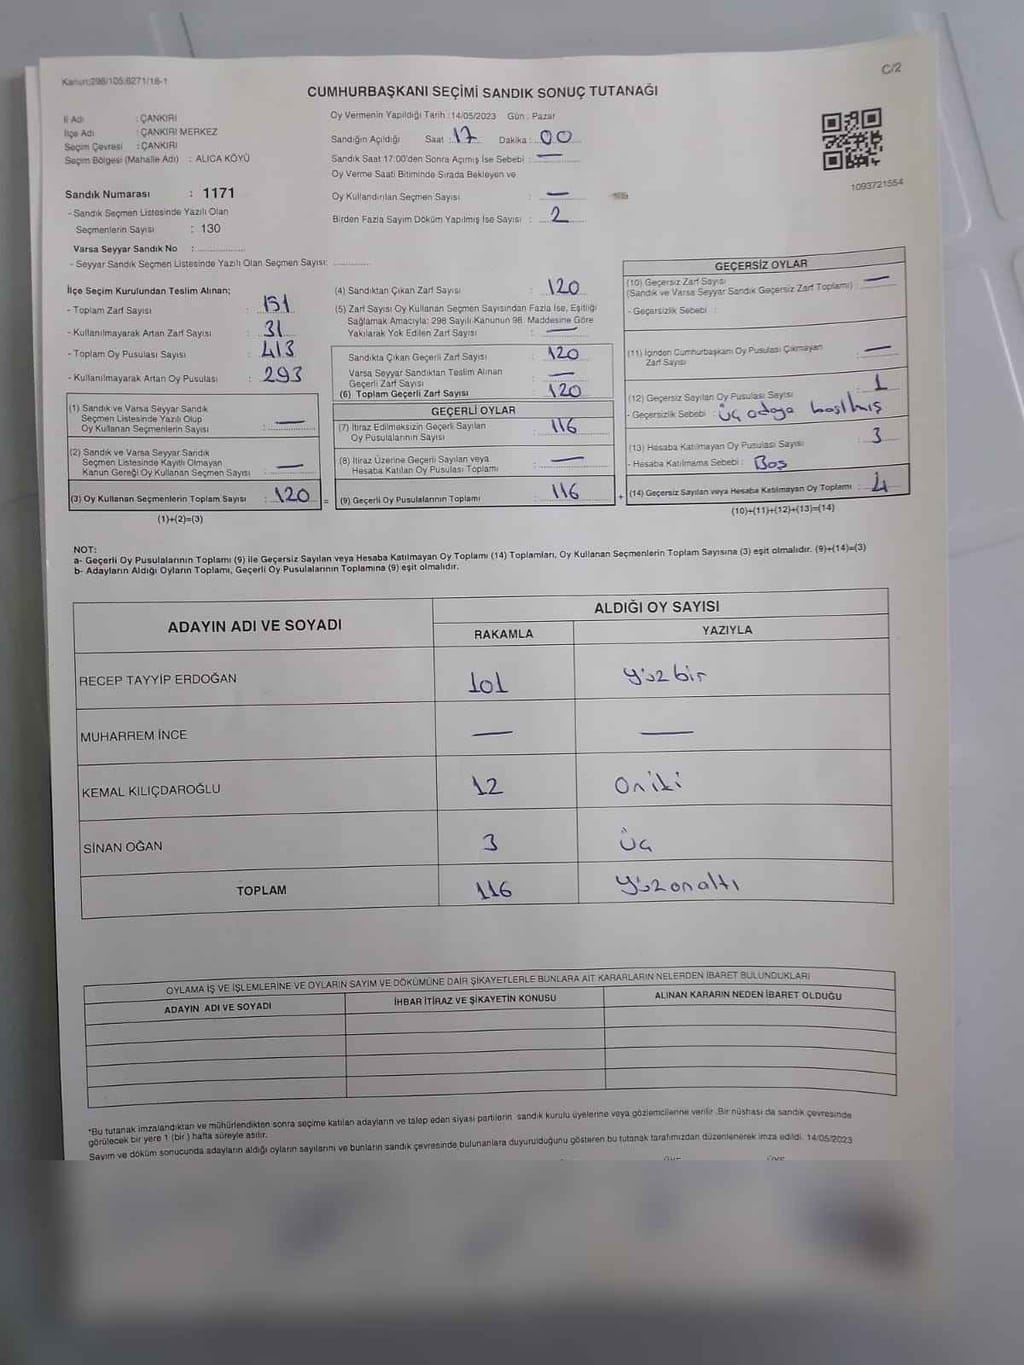 Kanun:298/105.6271/18-1
C/2
CUMHURBAŞKANI SEÇİMİ SANDIK SONUÇ TUTANAĞI
İl Adı : ÇANKIRI
İlçe Adı : ÇANKIRI MERKEZ
Seçim Çevresi : ÇANKIRI
Seçim Bölgesi (Mahalle Adı) : ALICA KÖYÜ
Sandık Numarası : 1171
- Sandık Seçmen Listesinde Yazılı Olan
Seçmenlerin Sayısı : 130
Varsa Seyyar Sandık No :
- Seyyar Sandık Seçmen Listesinde Yazılı Olan Seçmen Sayısı:
Oy Vermenin Yapıldığı Tarih :14/05/2023 Gün : Pazar
Sandığın Açıldığı Saat : 17 Dakika : 00
Sandık Saat 17:00'den Sonra Açımış İse Sebebi : —
Oy Verme Saati Bitiminde Sırada Bekleyen ve
Oy Kullandırılan Seçmen Sayısı : —
Birden Fazla Sayım Döküm Yapılmış İse Sayısı : 2
1093721554
İlçe Seçim Kurulundan Teslim Alınan;
- Toplam Zarf Sayısı : 151
- Kullanılmayarak Artan Zarf Sayısı : 31
- Toplam Oy Pusulası Sayısı : 413
- Kullanılmayarak Artan Oy Pusulası : 293
(1) Sandık ve Varsa Seyyar Sandık
Seçmen Listesinde Yazılı Olup
Oy Kullanan Seçmenlerin Sayısı : —
(2) Sandık ve Varsa Seyyar Sandık
Seçmen Listesinde Kayıtlı Olmayan
Kanun Gereği Oy Kullanan Seçmen Sayısı : —
(3) Oy Kullanan Seçmenlerin Toplam Sayısı : 120 =
(1)+(2)=(3)
(4) Sandıktan Çıkan Zarf Sayısı : 120
(5) Zarf Sayısı Oy Kullanan Seçmen Sayısından Fazla İse, Eşitliği
Sağlamak Amacıyla; 298 Sayılı Kanunun 98. Maddesine Göre
Yakılarak Yok Edilen Zarf Sayısı : —
Sandıkta Çıkan Geçerli Zarf Sayısı : 120
Varsa Seyyar Sandıktan Teslim Alınan
Geçerli Zarf Sayısı : —
(6) Toplam Geçerli Zarf Sayısı : 120
GEÇERLİ OYLAR
(7) İtiraz Edilmeksizin Geçerli Sayılan
Oy Pusulalarının Sayısı : 116
(8) İtiraz Üzerine Geçerli Sayılan veya
Hesaba Katılan Oy Pusulası Toplamı : —
(9) Geçerli Oy Pusulalarının Toplamı : 116 +
GEÇERSİZ OYLAR
(10) Geçersiz Zarf Sayısı
(Sandık ve Varsa Seyyar Sandık Geçersiz Zarf Toplamı) : —
- Geçersizlik Sebebi :
(11) İçinden Cumhurbaşkanı Oy Pusulası Çıkmayan
Zarf Sayısı : —
(12) Geçersiz Sayılan Oy Pusulası Sayısı : 1
- Geçersizlik Sebebi : üç adaya basılmış
(13) Hesaba Katılmayan Oy Pusulası Sayısı : 3
- Hesaba Katılmama Sebebi : Boş
(14) Geçersiz Sayılan veya Hesaba Katılmayan Oy Toplamı : 4
(10)+(11)+(12)+(13)=(14)
NOT:
a- Geçerli Oy Pusulalarının Toplamı (9) ile Geçersiz Sayılan veya Hesaba Katılmayan Oy Toplamı (14) Toplamları, Oy Kullanan Seçmenlerin Toplam Sayısına (3) eşit olmalıdır. (9)+(14)=(3)
b- Adayların Aldığı Oyların Toplamı, Geçerli Oy Pusulalarının Toplamına (9) eşit olmalıdır.
ADAYIN ADI VE SOYADI
ALDIĞI OY SAYISI
RAKAMLA YAZIYLA
RECEP TAYYİP ERDOĞAN 101 yüzbir
MUHARREM İNCE — —
KEMAL KILIÇDAROĞLU 12 Oniki
SİNAN OĞAN 3 üç
TOPLAM 116 yüzonaltı
OYLAMA İŞ VE İŞLEMLERİNE VE OYLARIN SAYIM VE DÖKÜMÜNE DAİR ŞİKAYETLERLE BUNLARA AİT KARARLARIN NELERDEN İBARET BULUNDUKLARI
ADAYIN ADI VE SOYADI İHBAR İTİRAZ VE ŞİKAYETİN KONUSU ALINAN KARARIN NEDEN İBARET OLDUĞU
*Bu tutanak imzalandıktan ve mühürlendikten sonra seçime katılan adayların ve talep eden siyasi partilerin sandık kurulu üyelerine veya gözlemcilerine verilir. Bir nüshası da sandık çevresinde
görülecek bir yere 1 (bir) hafta süreyle asılır.
Sayım ve döküm sonucunda adayların aldığı oyların sayılarını ve bunların sandık çevresinde bulunanlara duyurulduğunu gösteren bu tutanak tarafımızdan düzenlenerek imza edildi. 14/05/2023